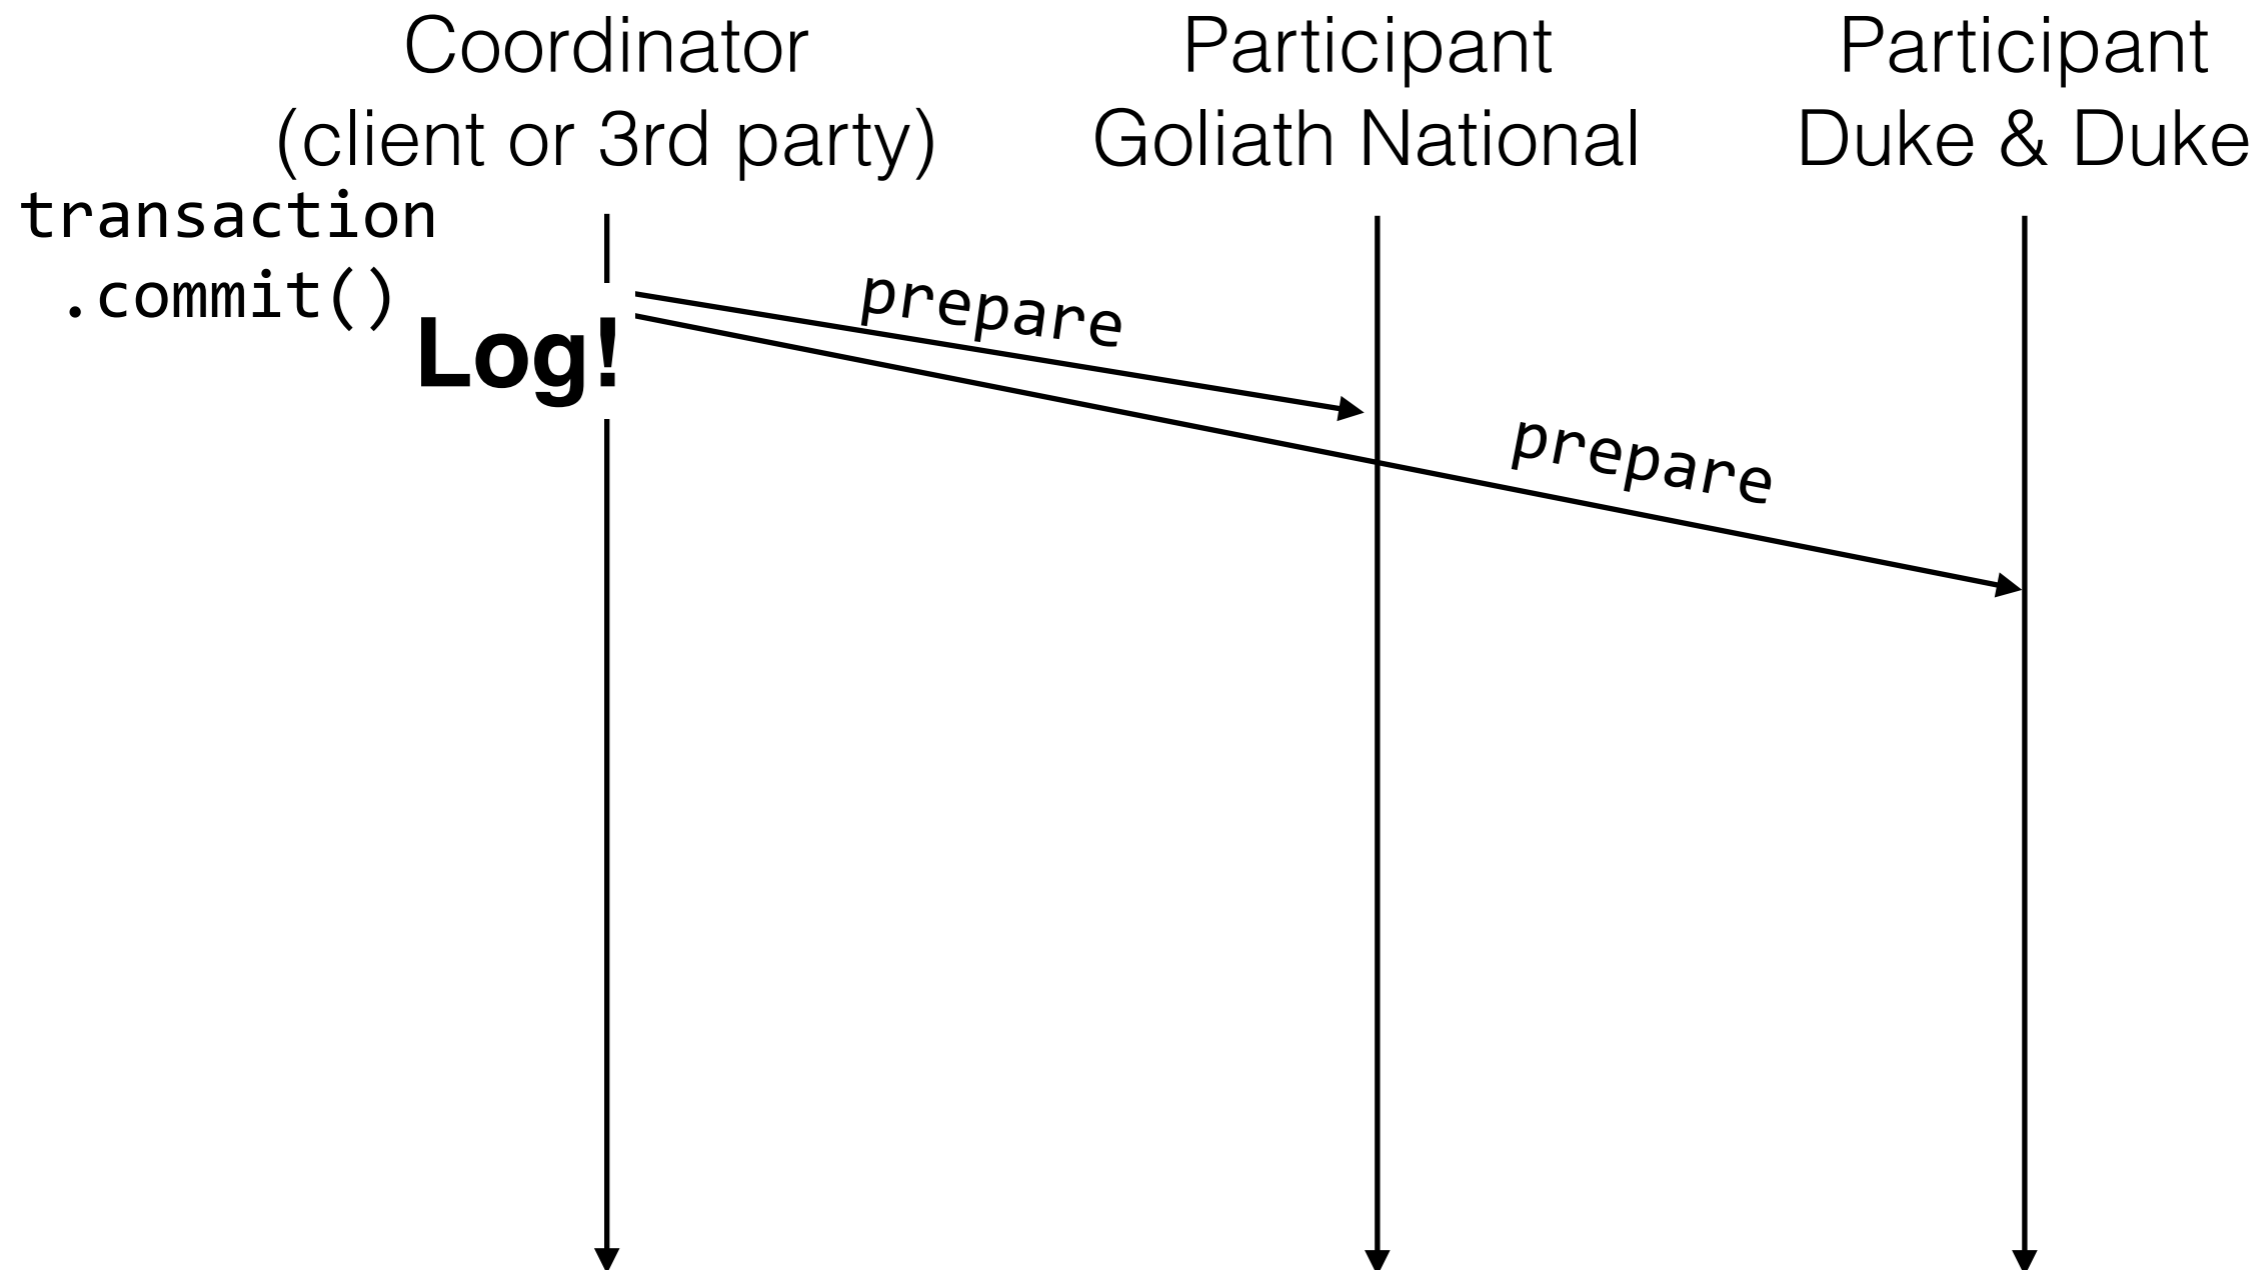 Coordinator
(client or 3rd party)
Participant
Goliath National
Participant
Duke & Duke
transaction
.commit()
Log!
prepare
prepare